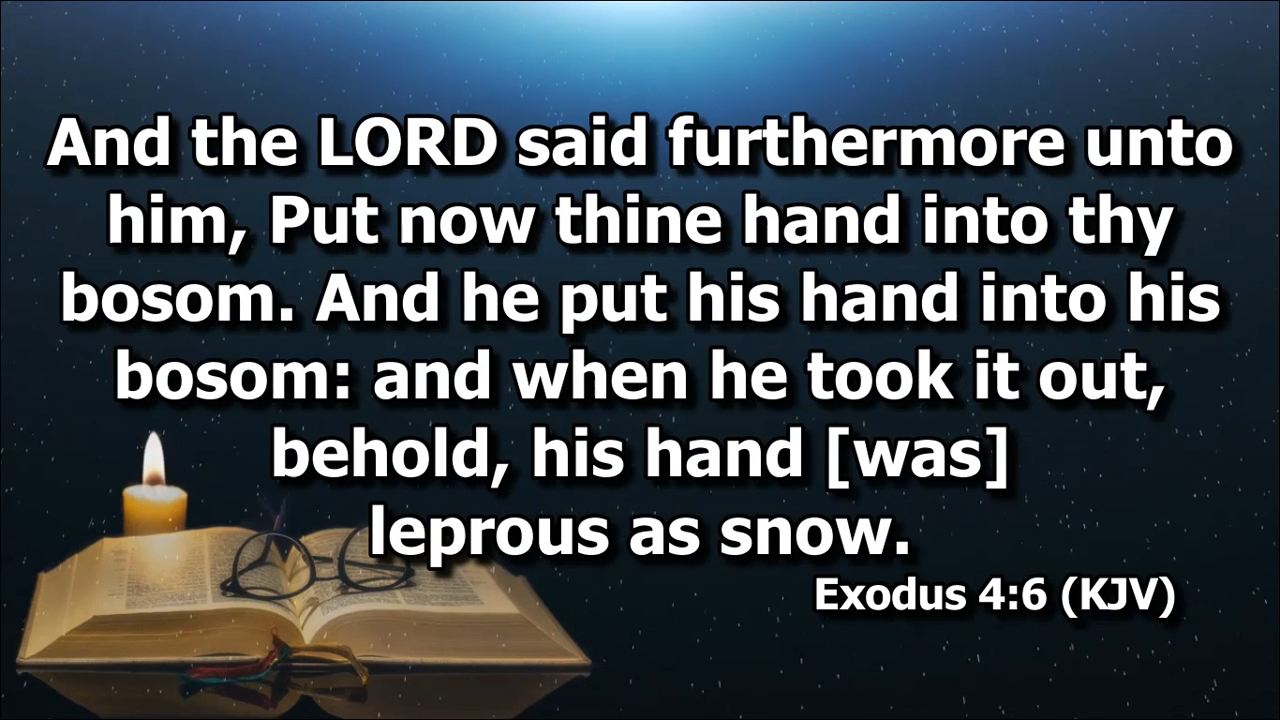 And the LORD said furthermore unto
him, Put now thine hand into thy
bosom. And he put his hand into his
bosom: and when he took it out,
behold, his hand [was]
leprous as snow.
Exodus 4:6 (KJV)